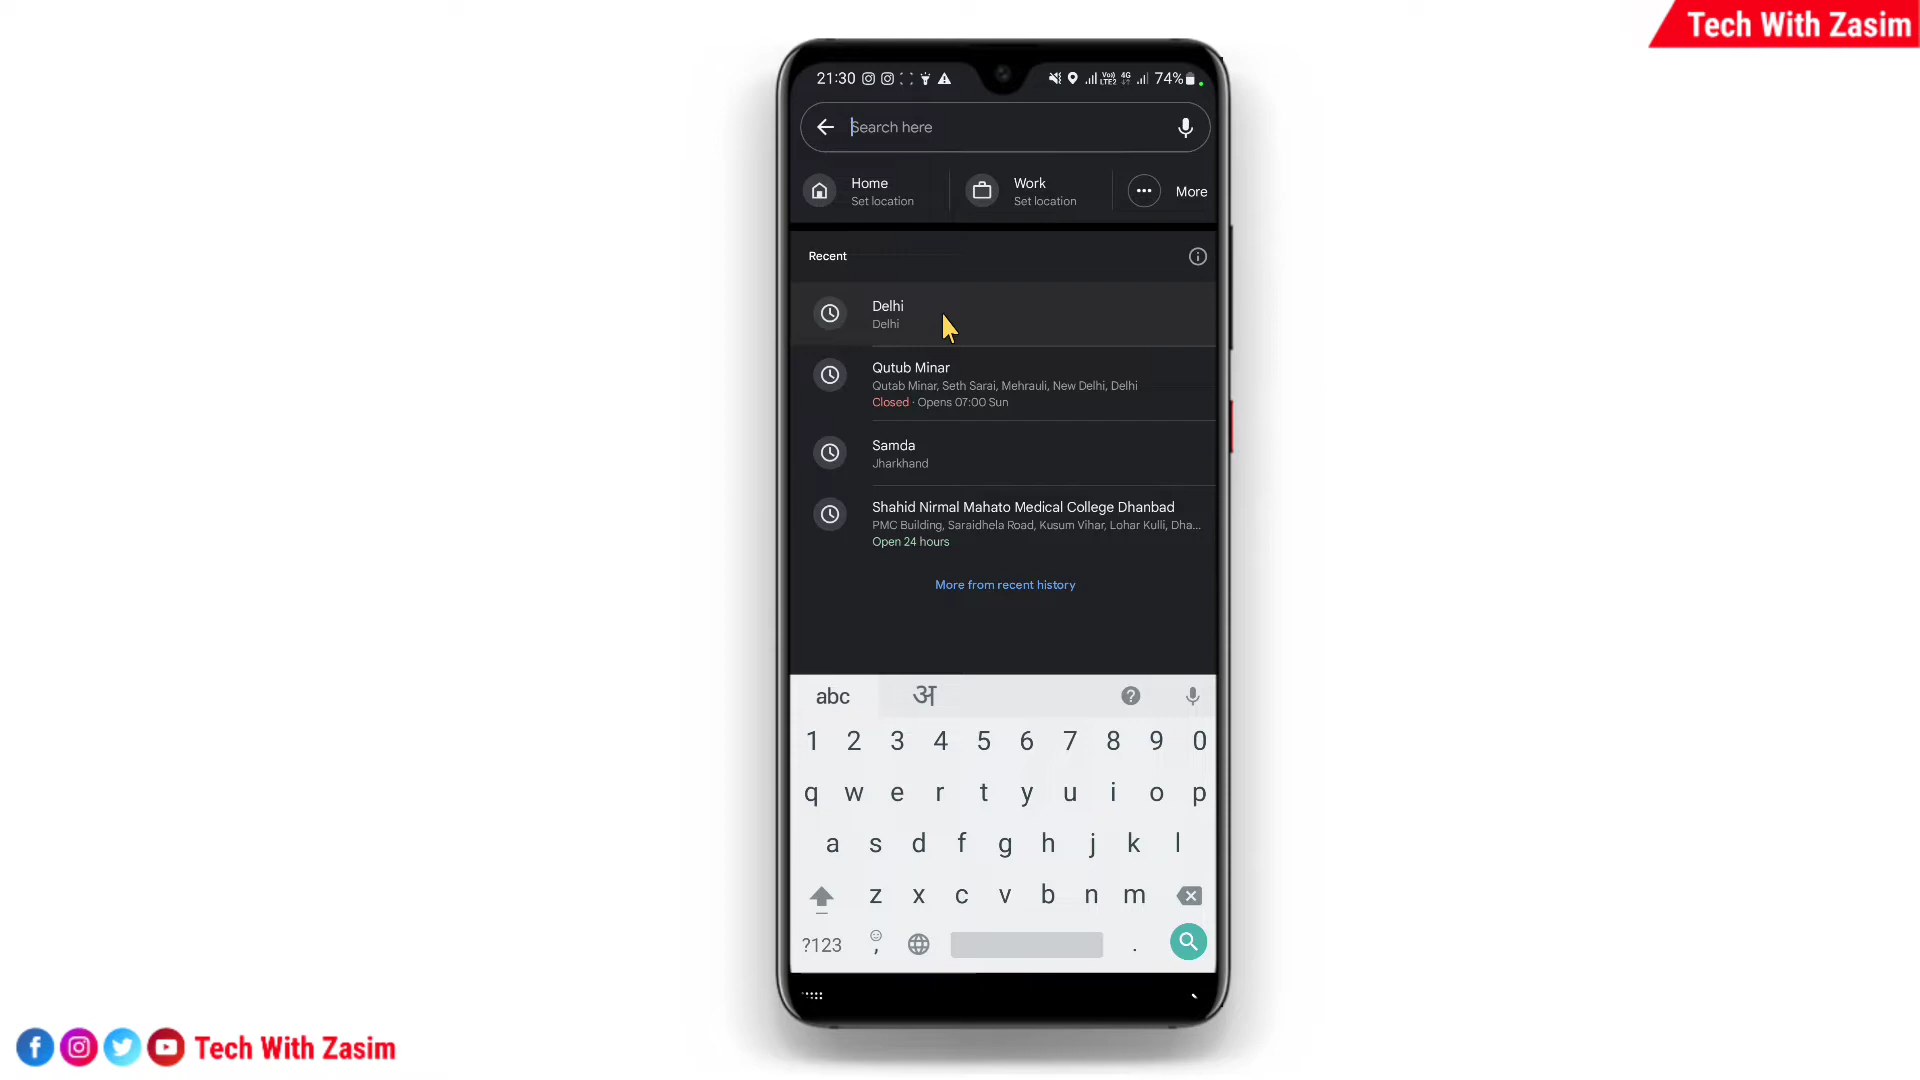 Tech With Zasim
21:30 Vo) LTE2 4G 74%
Search here
Home
Set location
Work
Set location
More
Recent
Delhi
Delhi
Qutub Minar
Qutab Minar, Seth Sarai, Mehrauli, New Delhi, Delhi
Closed · Opens 07:00 Sun
Samda
Jharkhand
Shahid Nirmal Mahato Medical College Dhanbad
PMC Building, Saraidhela Road, Kusum Vihar, Lohar Kulli, Dha...
Open 24 hours
More from recent history
abc अ
1 2 3 4 5 6 7 8 9 0
q w e r t y u i o p
a s d f g h j k l
z x c v b n m
?123 , .
Tech With Zasim